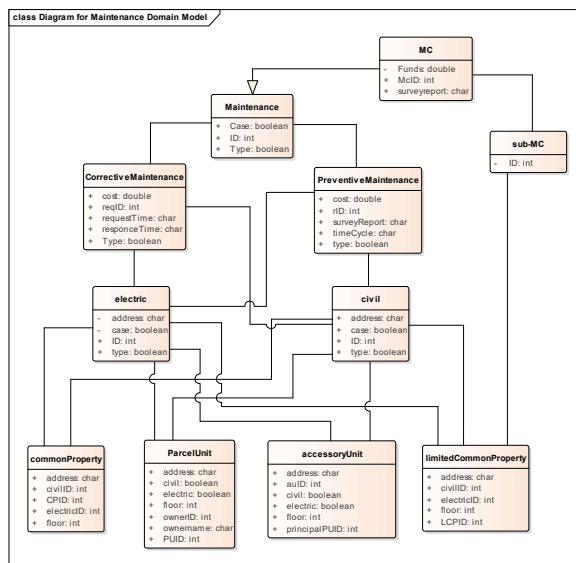 class Diagram for Maintenance Domain Model
MC
- Funds: double
+ McID: int
+ surveyreport: char
Maintenance
+ Case: boolean
+ ID: int
+ Type: boolean
sub-MC
- ID: int
CorrectiveMaintenance
+ cost: double
+ reqID: int
+ requestTime: char
+ responceTime: char
+ Type: boolean
PreventiveMaintenance
+ cost: double
+ rID: int
+ surveyReport: char
+ timeCycle: char
+ type: boolean
electric
- address: char
- case: boolean
+ ID: int
+ type: boolean
civil
+ address: char
+ case: boolean
+ ID: int
+ type: boolean
commonProperty
+ address: char
+ civilID: int
+ CPID: int
+ electricID: int
+ floor: int
ParcelUnit
+ address: char
+ civil: boolean
+ electric: boolean
+ floor: int
+ ownerID: int
+ ownername: char
+ PUID: int
accessoryUnit
+ address: char
+ auID: int
+ civil: boolean
+ electric: boolean
+ floor: int
+ principalPUID: int
limitedCommonProperty
+ address: char
+ civilID: int
+ electricID: int
+ floor: int
+ LCPID: int